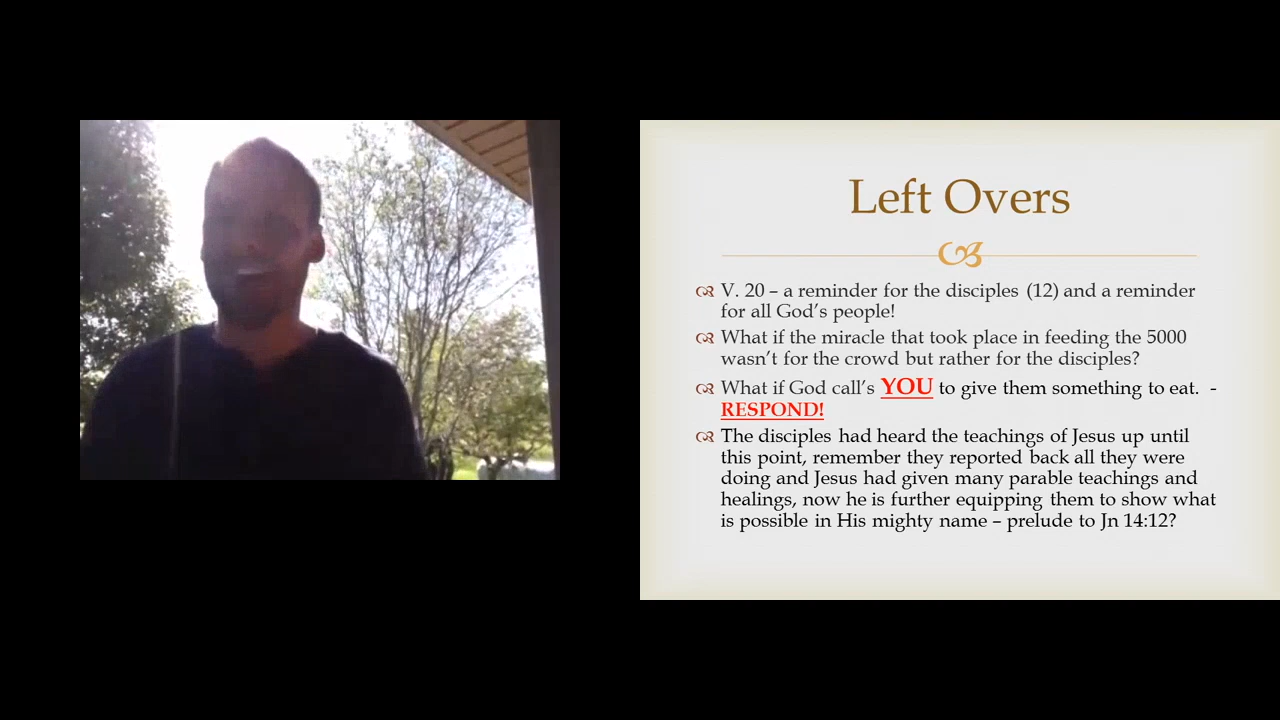 Left Overs
V. 20 – a reminder for the disciples (12) and a reminder
for all God's people!
What if the miracle that took place in feeding the 5000
wasn't for the crowd but rather for the disciples?
What if God call's YOU to give them something to eat. -
RESPOND!
The disciples had heard the teachings of Jesus up until
this point, remember they reported back all they were
doing and Jesus had given many parable teachings and
healings, now he is further equipping them to show what
is possible in His mighty name – prelude to Jn 14:12?